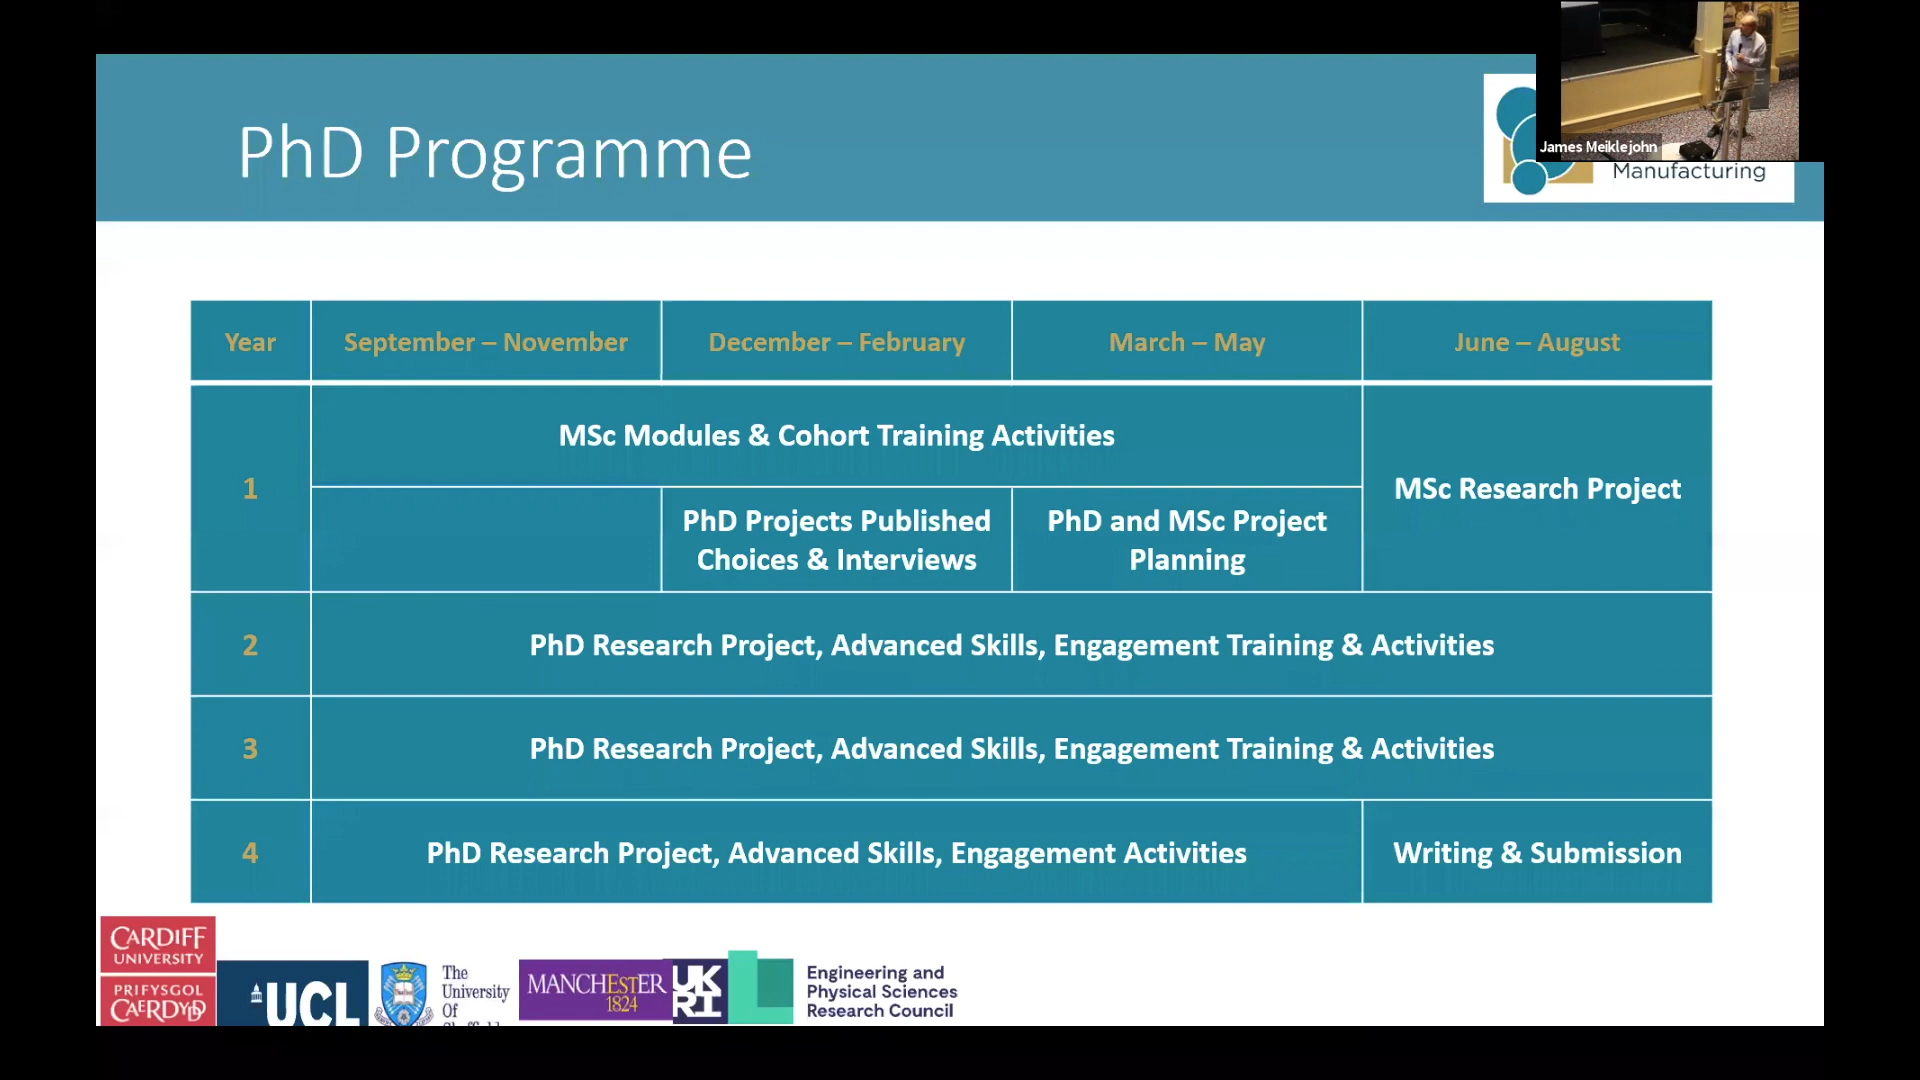 PhD Programme
James Meiklejohn
Manufacturing
Year
September – November
December – February
March – May
June – August
1
MSc Modules & Cohort Training Activities
MSc Research Project
PhD Projects Published
Choices & Interviews
PhD and MSc Project
Planning
2
PhD Research Project, Advanced Skills, Engagement Training & Activities
3
PhD Research Project, Advanced Skills, Engagement Training & Activities
4
PhD Research Project, Advanced Skills, Engagement Activities
Writing & Submission
CARDIFF
UNIVERSITY
PRIFYSGOL
CAERDYDD
UCL
The
University
Of
MANCHESTER
1824
UK
RI
Engineering and
Physical Sciences
Research Council